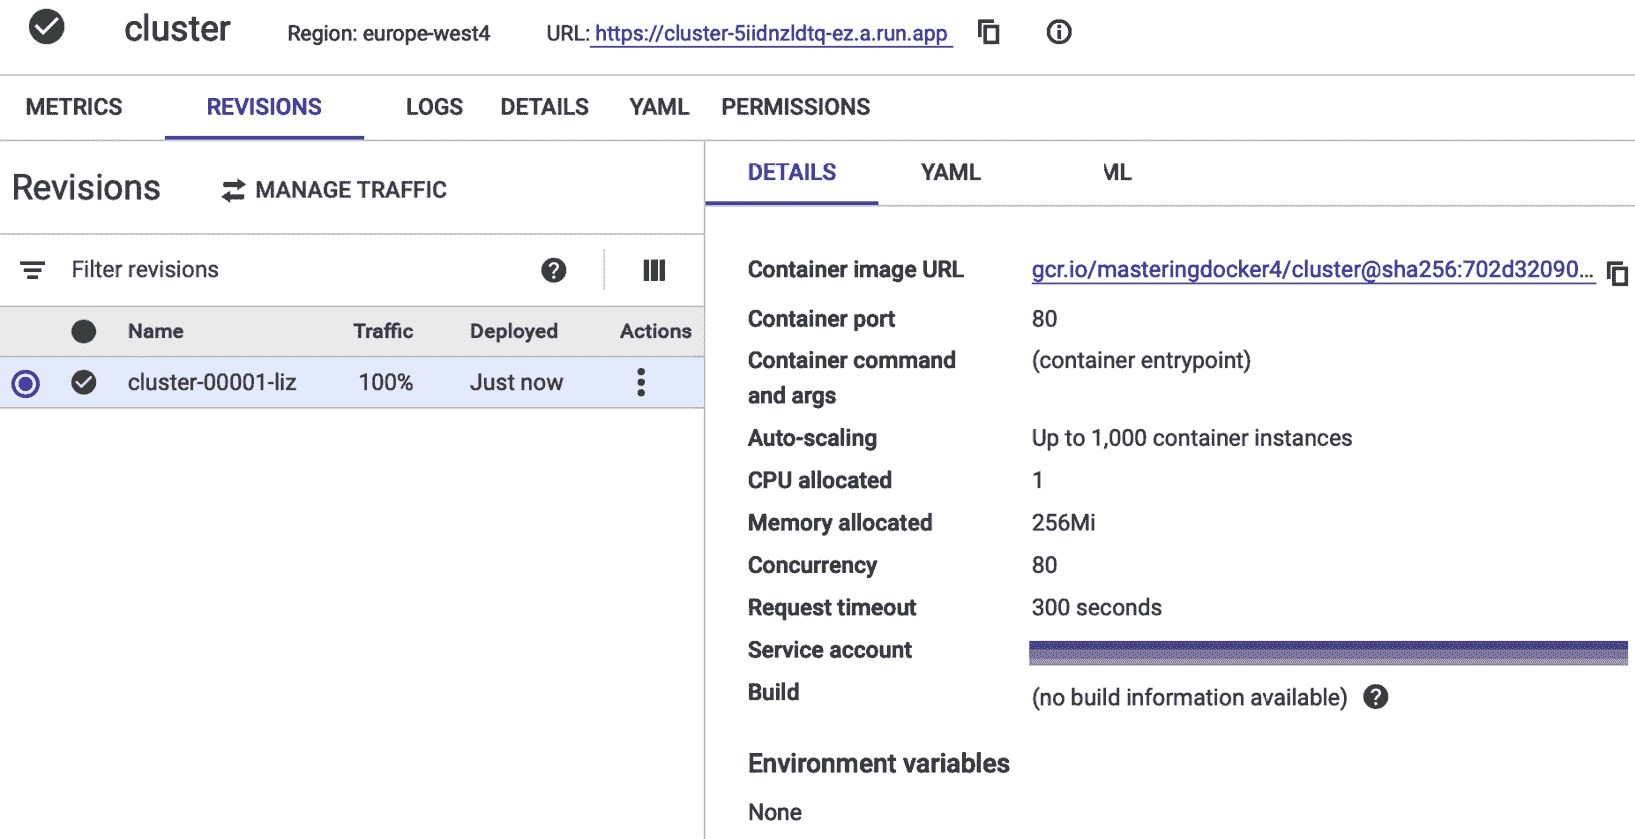 cluster Region: europe-west4 URL: https://cluster-5iidnzldtq-ez.a.run.app
METRICS REVISIONS LOGS DETAILS YAML PERMISSIONS
Revisions MANAGE TRAFFIC
Filter revisions
Name Traffic Deployed Actions
cluster-00001-liz 100% Just now
DETAILS YAML ML
Container image URL gcr.io/masteringdocker4/cluster@sha256:702d32090...
Container port 80
Container command (container entrypoint)
and args
Auto-scaling Up to 1,000 container instances
CPU allocated 1
Memory allocated 256Mi
Concurrency 80
Request timeout 300 seconds
Service account
Build (no build information available)
Environment variables
None